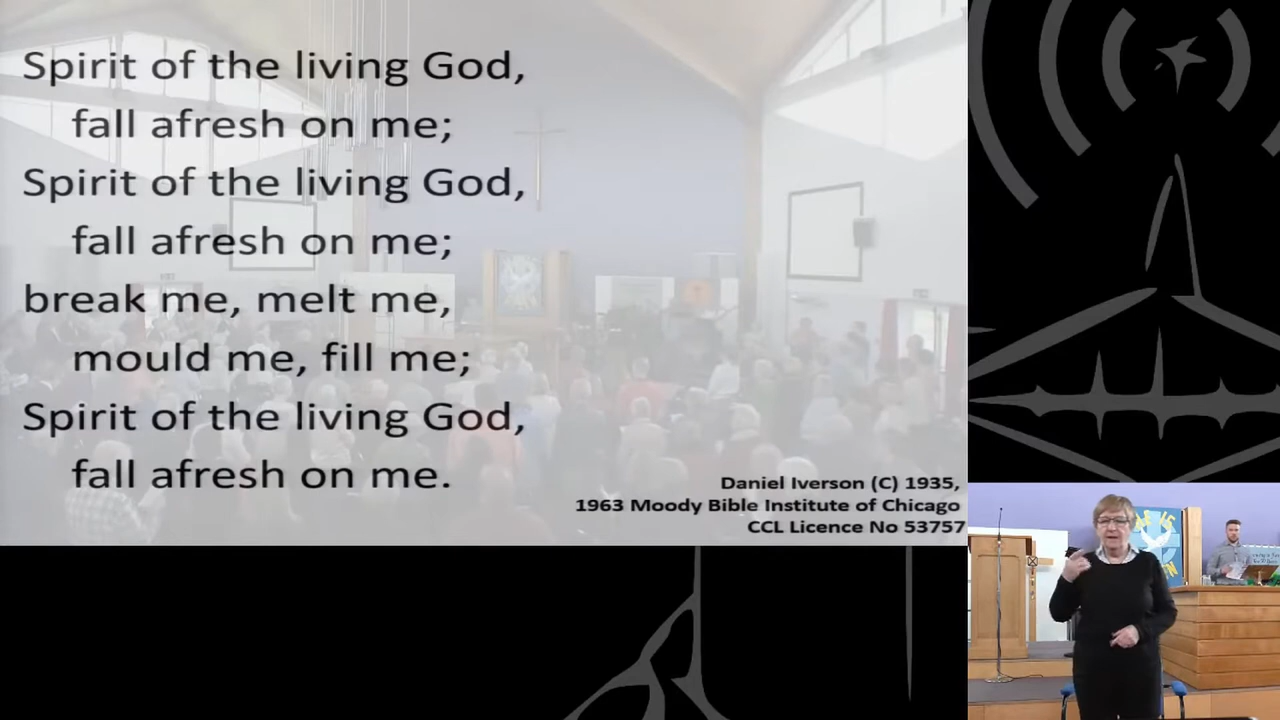 Spirit of the living God,
fall afresh on me;
Spirit of the living God,
fall afresh on me;
break me, melt me,
mould me, fill me;
Spirit of the living God,
fall afresh on me.
Daniel Iverson (C) 1935,
1963 Moody Bible Institute of Chicago
CCL Licence No 53757